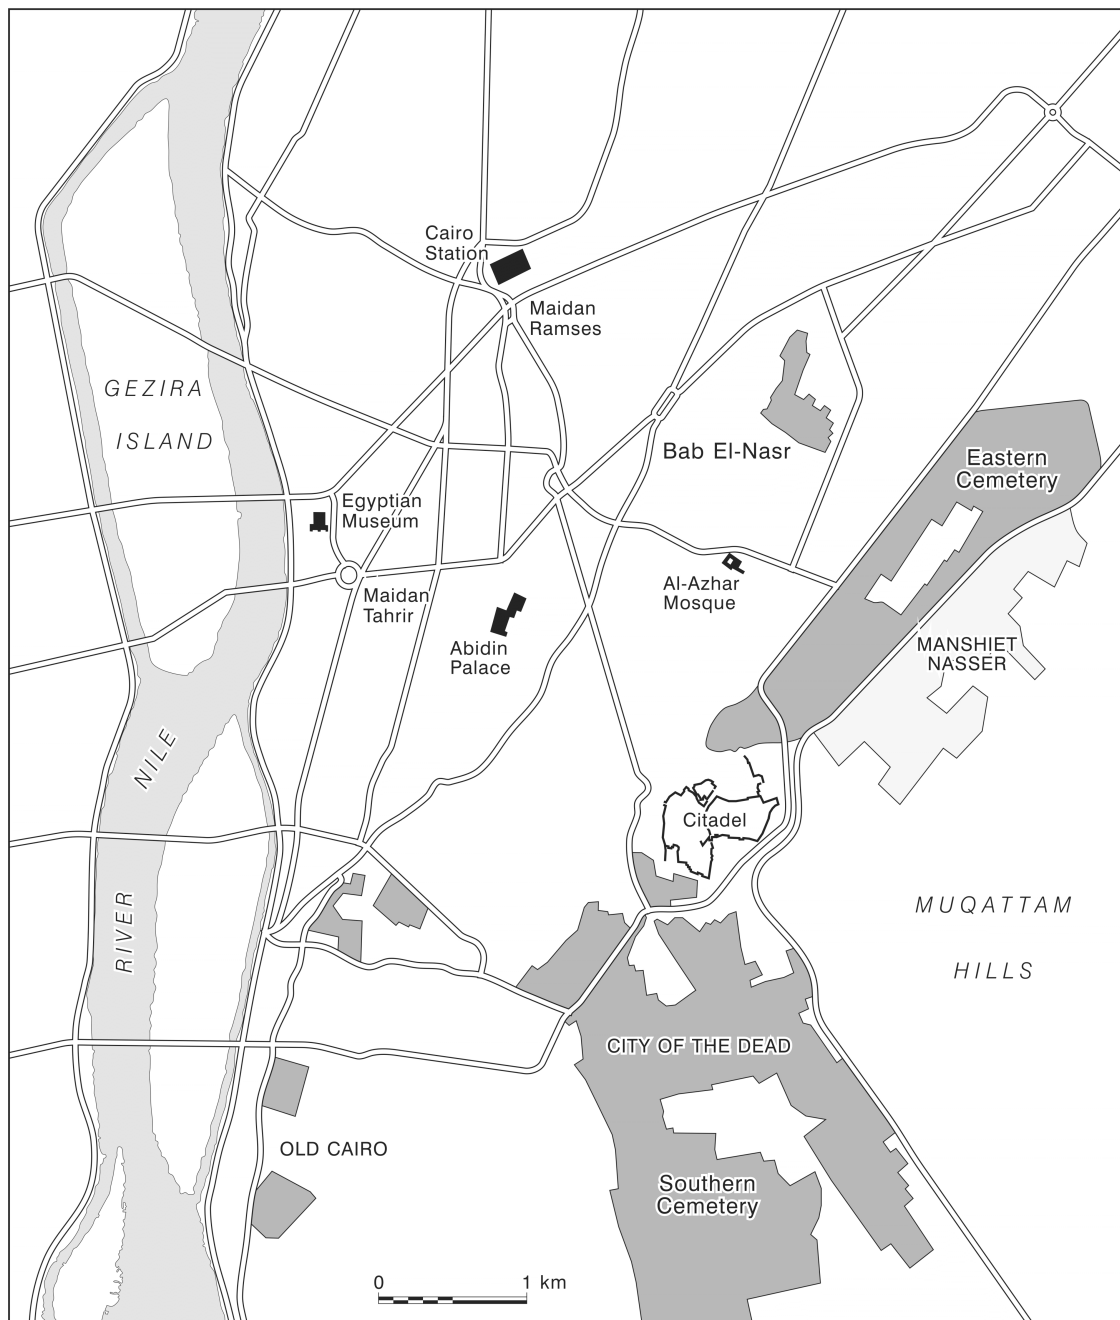 Cairo
Station
Maidan
Ramses
GEZIRA
ISLAND
Bab El-Nasr
Eastern
Cemetery
Egyptian
Museum
Al-Azhar
Mosque
Maidan
Tahrir
Abidin
Palace
MANSHIET
NASSER
NILE
RIVER
Citadel
MUQATTAM
HILLS
CITY OF THE DEAD
OLD CAIRO
Southern
Cemetery
0 1 km